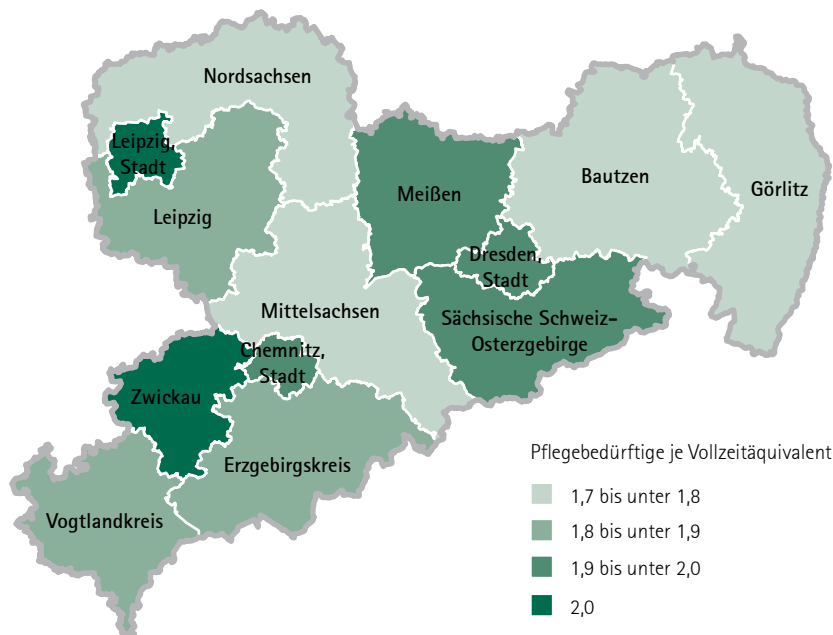 Nordsachsen
Leipzig,
Stadt
Leipzig
Meißen
Bautzen
Görlitz
Dresden,
Stadt
Mittelsachsen
Sächsische Schweiz-
Osterzgebirge
Chemnitz,
Stadt
Zwickau
Erzgebirgskreis
Vogtlandkreis
Pflegebedürftige je Vollzeitäquivalent
1,7 bis unter 1,8
1,8 bis unter 1,9
1,9 bis unter 2,0
2,0